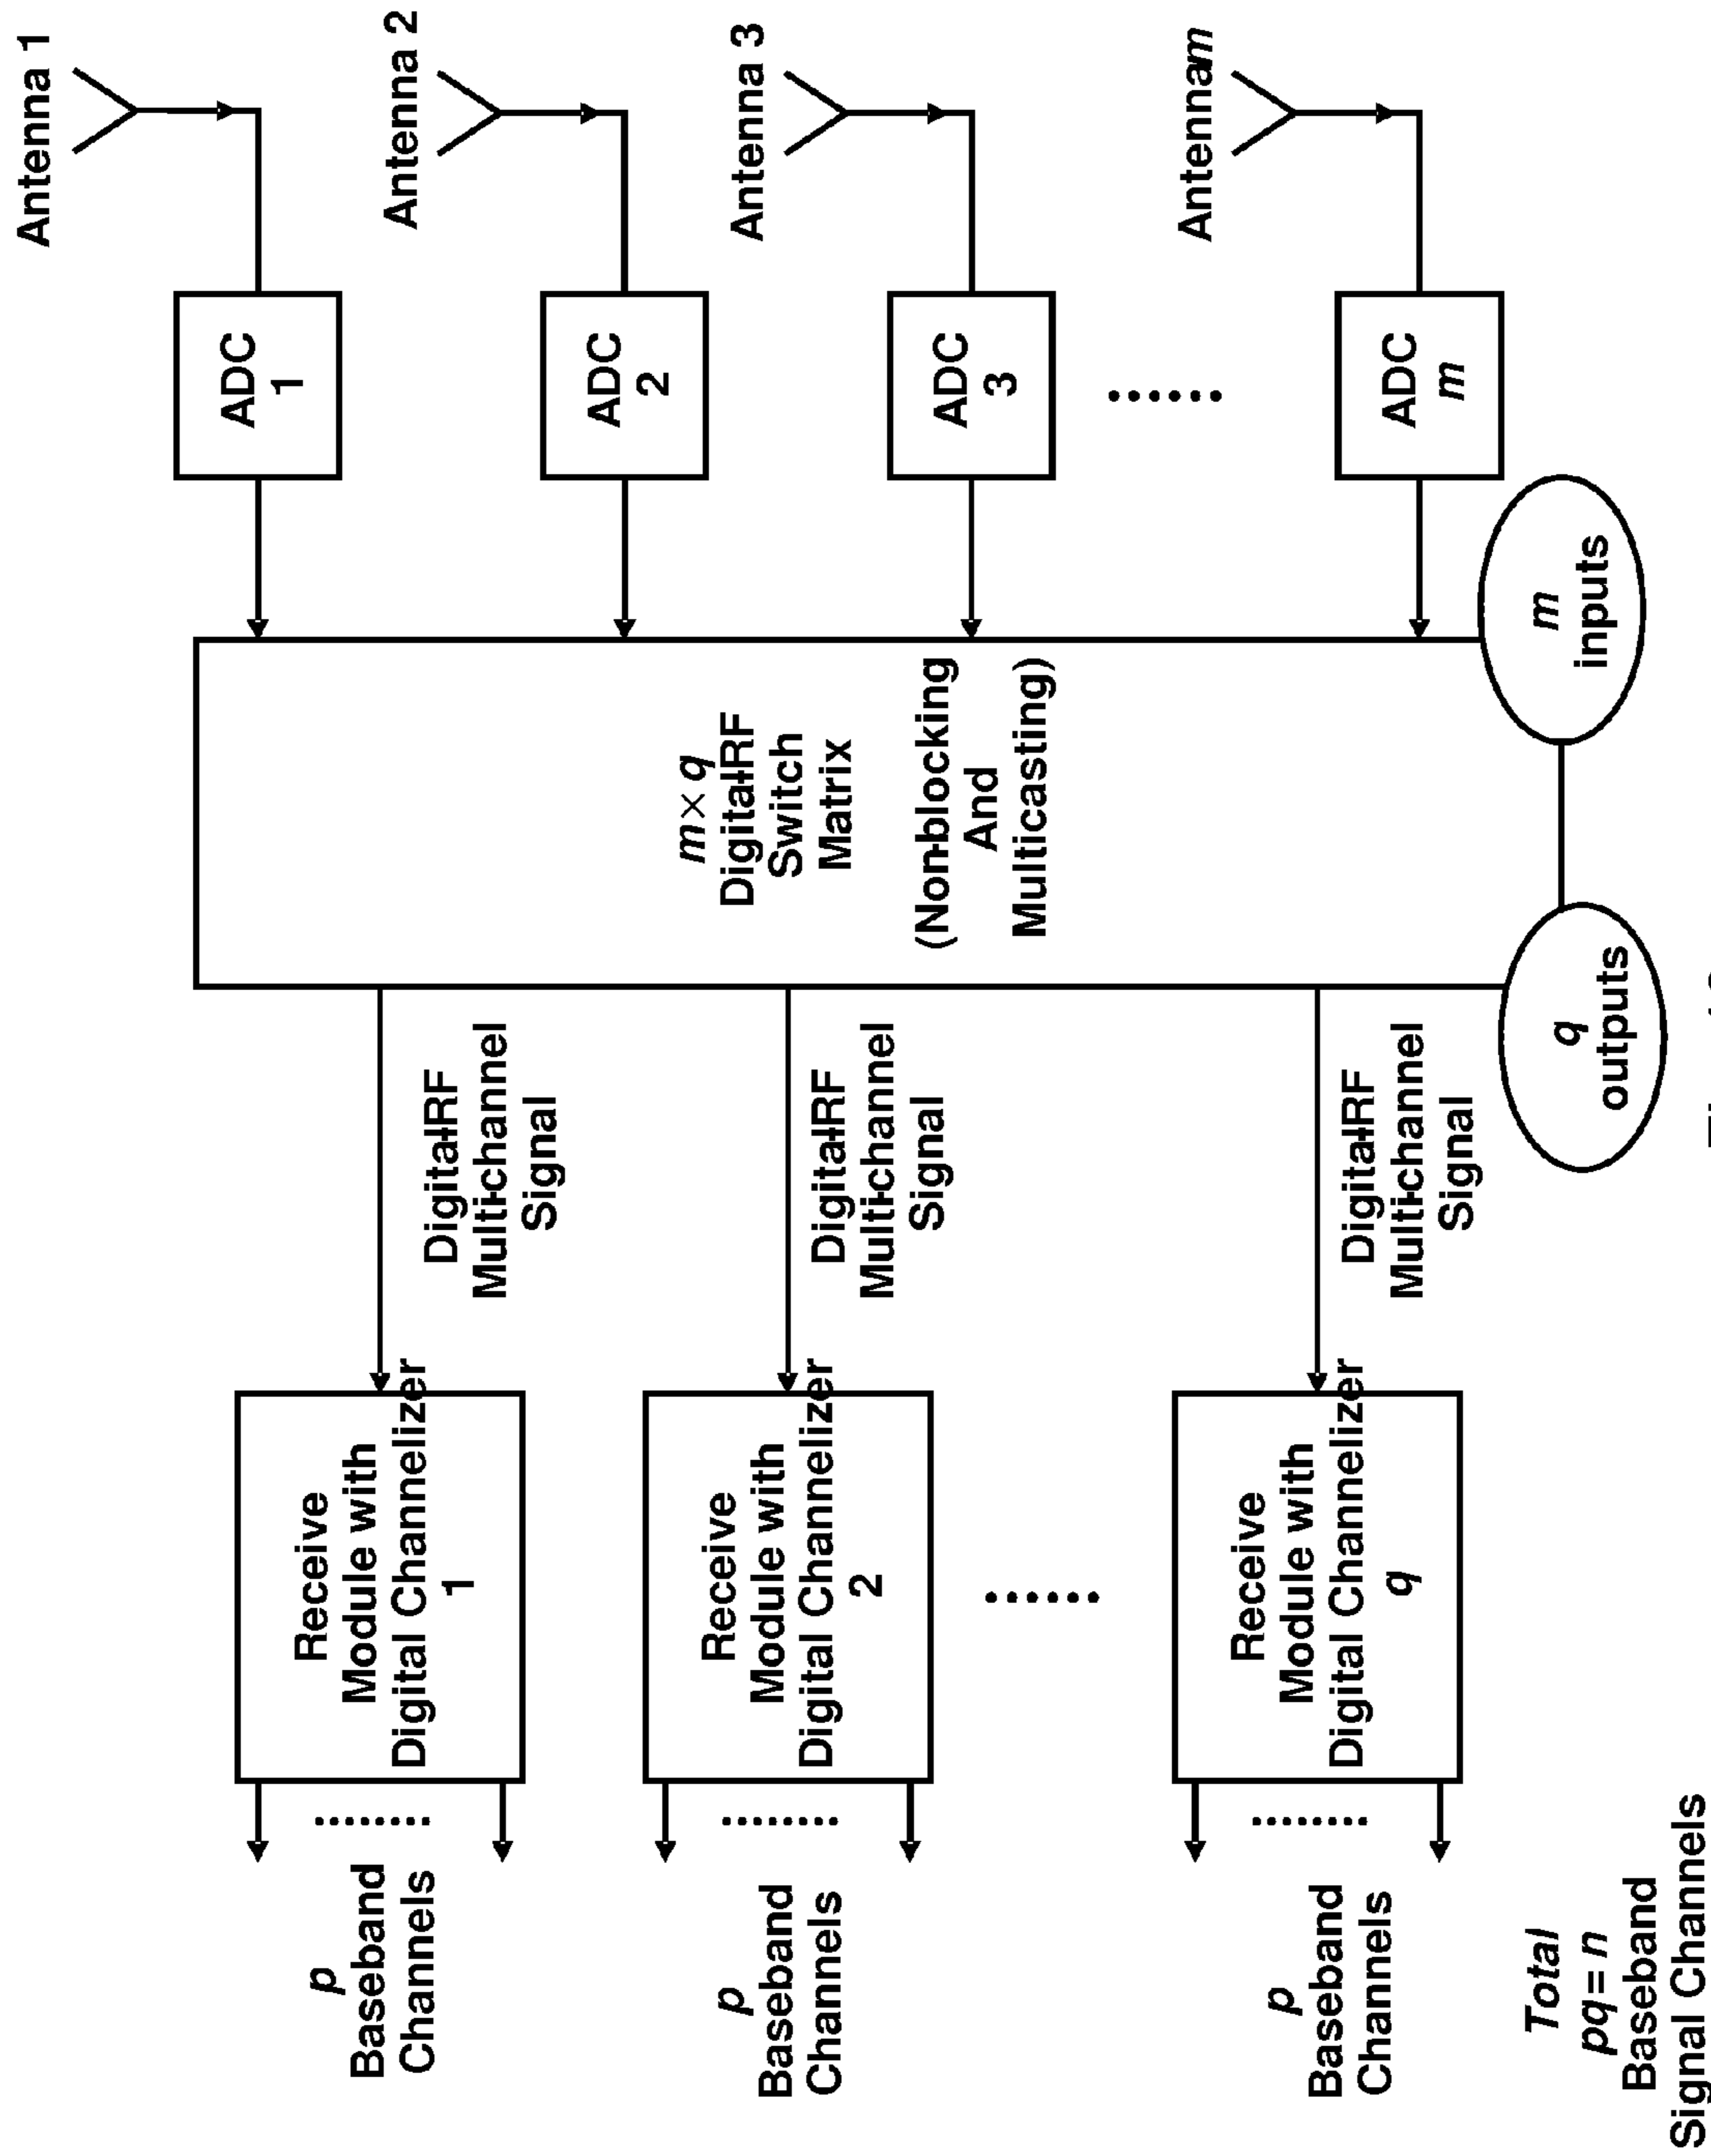 Antenna 1
ADC
1
Antenna 2
ADC
2
Antenna 3
ADC
3
Antenna m
ADC
m
m
inputs
m × q
Digital-RF
Switch
Matrix
(Non-blocking
And
Multicasting)
q
outputs
Digital-RF
Multi-channel
Signal
Digital-RF
Multi-channel
Signal
Digital-RF
Multi-channel
Signal
Receive
Module with
Digital Channelizer
1
Receive
Module with
Digital Channelizer
2
Receive
Module with
Digital Channelizer
q
p
Baseband
Channels
p
Baseband
Channels
p
Baseband
Channels
Total
pq = n
Baseband
Signal Channels